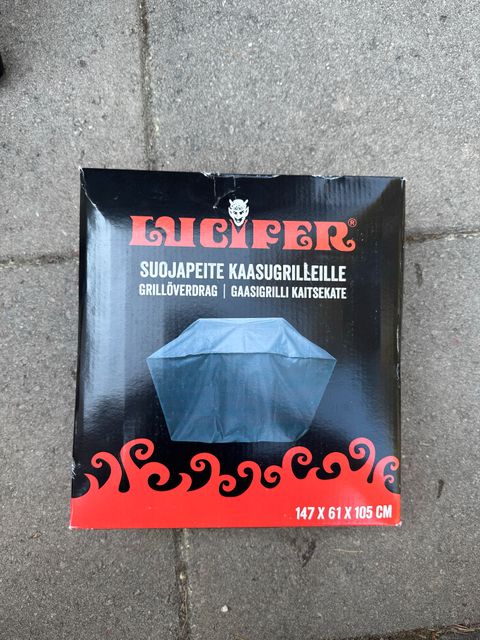 LUCIFER®
SUOJAPEITE KAASUGRILLEILLE
GRILLÖVERDRAG | GAASIGRILLI KAITSEKATE
147 X 61 X 105 CM